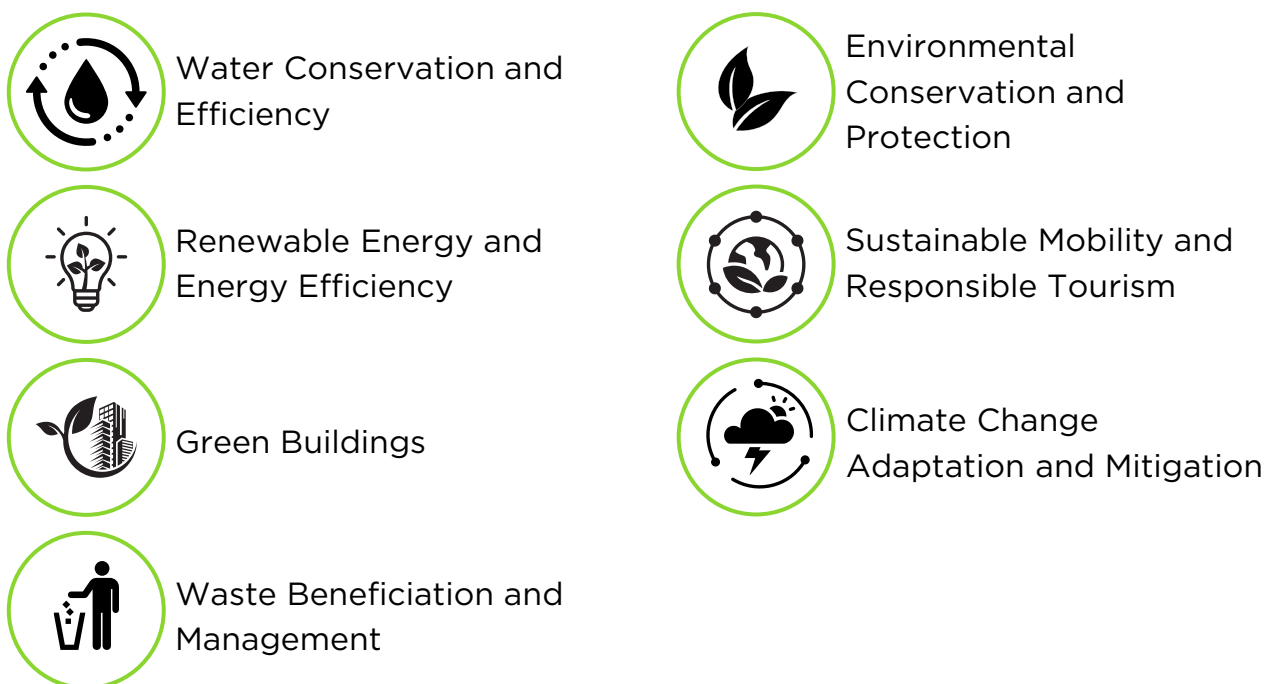 Water Conservation and
Efficiency
Renewable Energy and
Energy Efficiency
Green Buildings
Waste Beneficiation and
Management
Environmental
Conservation and
Protection
Sustainable Mobility and
Responsible Tourism
Climate Change
Adaptation and Mitigation